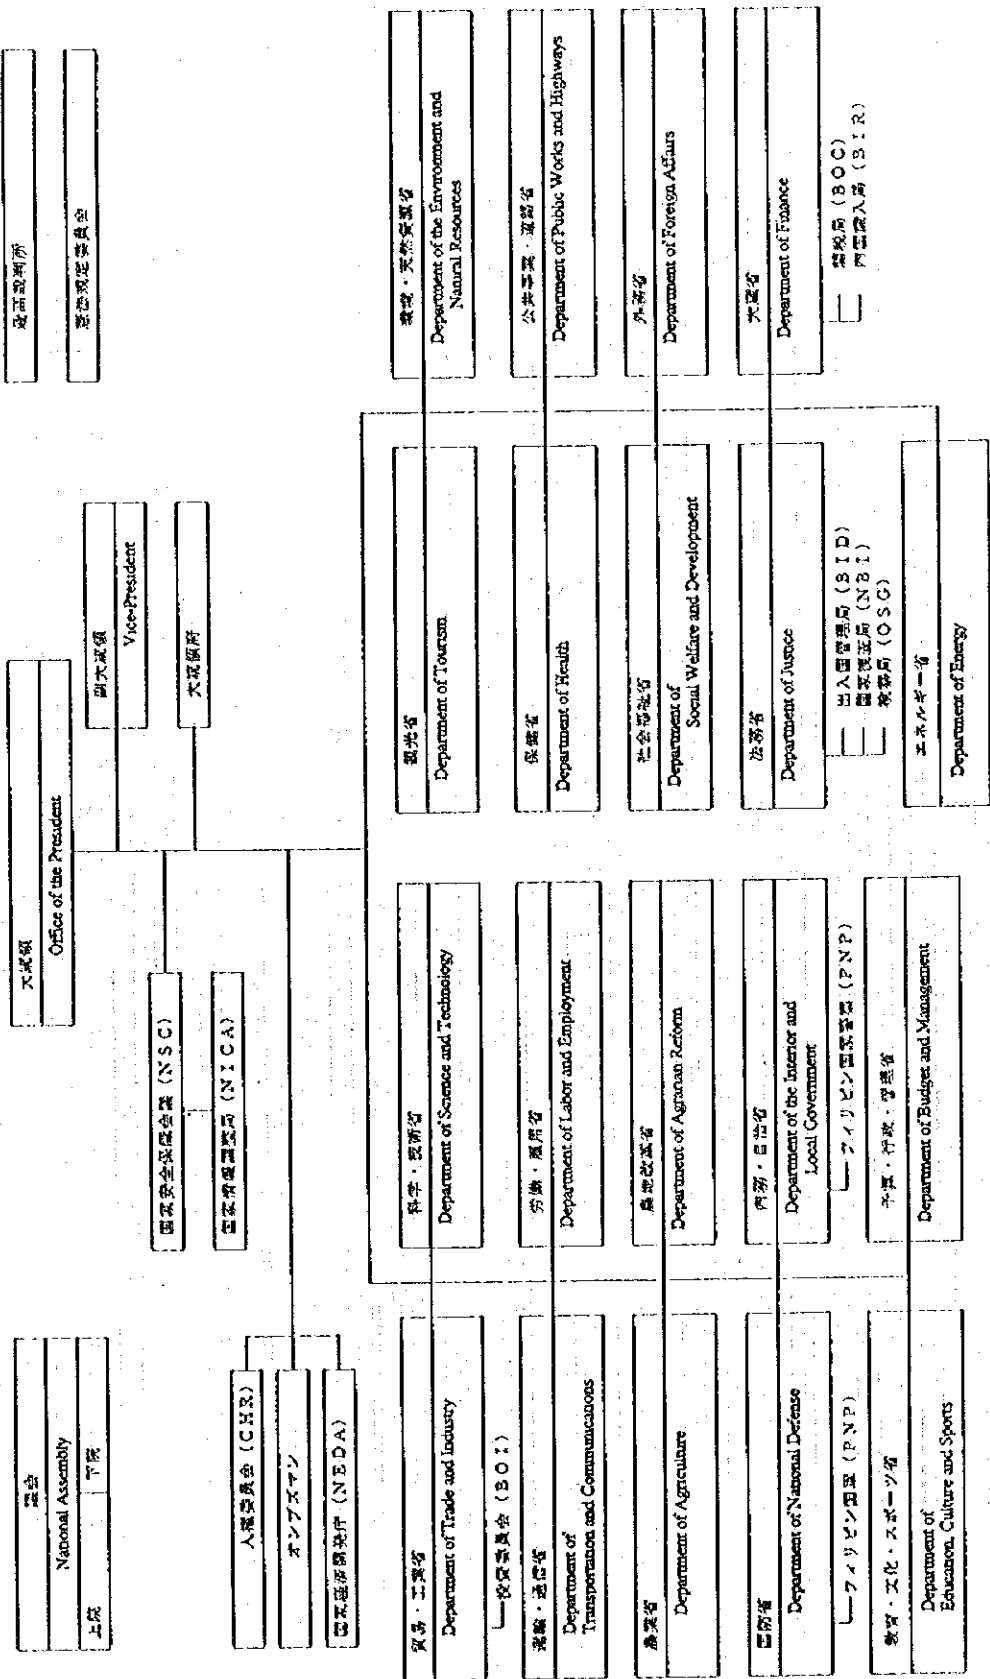 議会
National Assembly
上院
下院
大統領
Office of the President
最高裁判所
憲法規定委員会
副大統領
Vice-President
大統領府
国家安全保障会議 (NSC)
国家情報調整局 (NICA)
人権委員会 (CHR)
オンブズマン
国家経済開発庁 (NEDA)
貿易・工業省
Department of Trade and Industry
投資委員会 (BOI)
科学・技術省
Department of Science and Technology
観光省
Department of Tourism
環境・天然資源省
Department of the Environment and
Natural Resources
運輸・通信省
Department of
Transportation and Communications
労働・雇用省
Department of Labor and Employment
保健省
Department of Health
公共事業・道路省
Department of Public Works and Highways
農業省
Department of Agriculture
農地改革省
Department of Agrarian Reform
社会福祉省
Department of
Social Welfare and Development
外務省
Department of Foreign Affairs
国防省
Department of National Defense
フィリピン国軍 (PNP)
内務・自治省
Department of the Interior and
Local Government
フィリピン国家警察 (PNP)
法務省
Department of Justice
出入国管理局 (BID)
国家捜査局 (NBI)
検察局 (OSG)
大蔵省
Department of Finance
関税局 (BOC)
内国歳入局 (BIR)
教育・文化・スポーツ省
Department of
Education, Culture and Sports
予算・行政・管理省
Department of Budget and Management
エネルギー省
Department of Energy